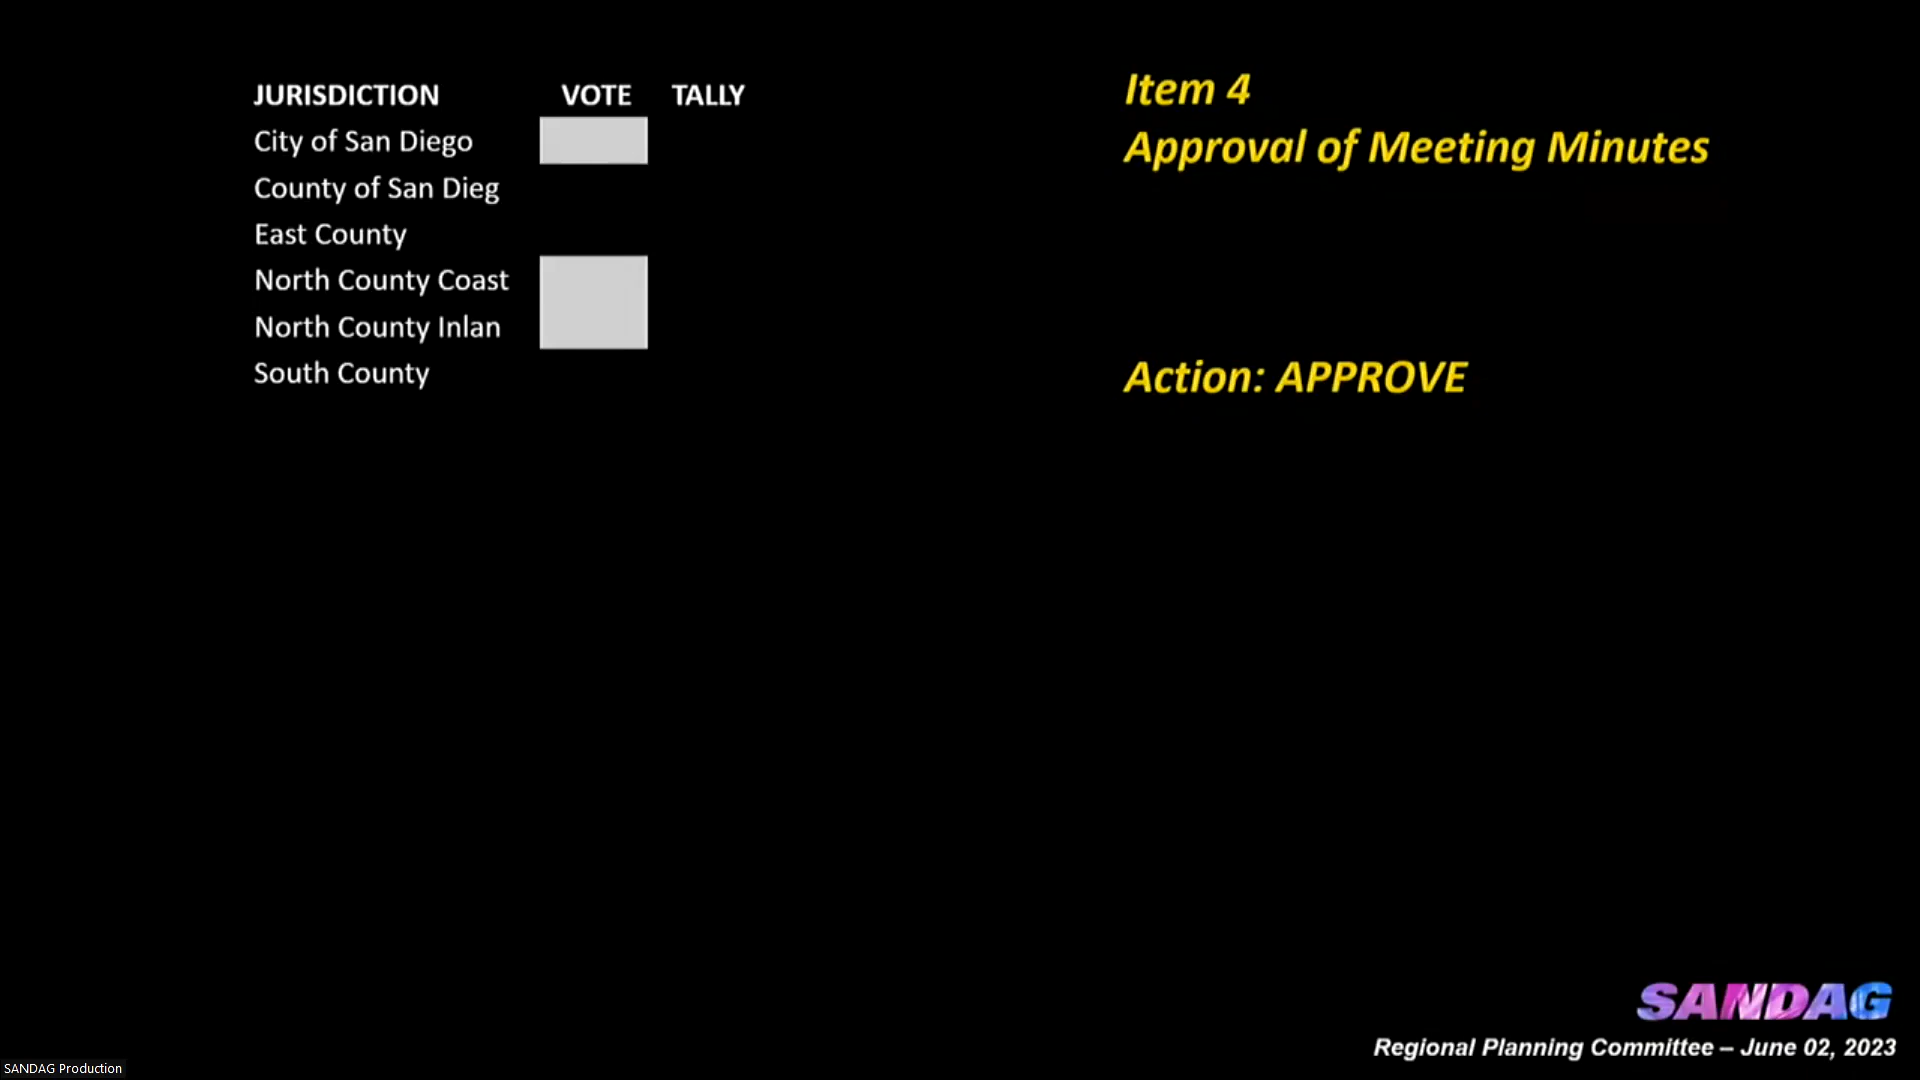 JURISDICTION VOTE TALLY
City of San Diego
County of San Dieg
East County
North County Coast
North County Inlan
South County
Item 4
Approval of Meeting Minutes
Action: APPROVE
SANDAG
Regional Planning Committee – June 02, 2023
SANDAG Production